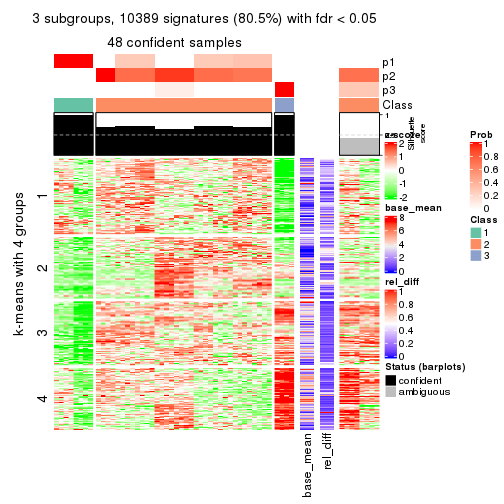 3 subgroups, 10389 signatures (80.5%) with fdr < 0.05
48 confident samples
p1
p2
p3
Class
1
Silhouette
score
z-score
2
1
0
-1
-2
Prob
1
0.8
0.6
0.4
0.2
0
base_mean
8
6
4
2
0
Class
1
2
3
rel_diff
1
0.8
0.6
0.4
0.2
0
Status (barplots)
confident
ambiguous
k-means with 4 groups
1
2
3
4
base_mean
rel_diff